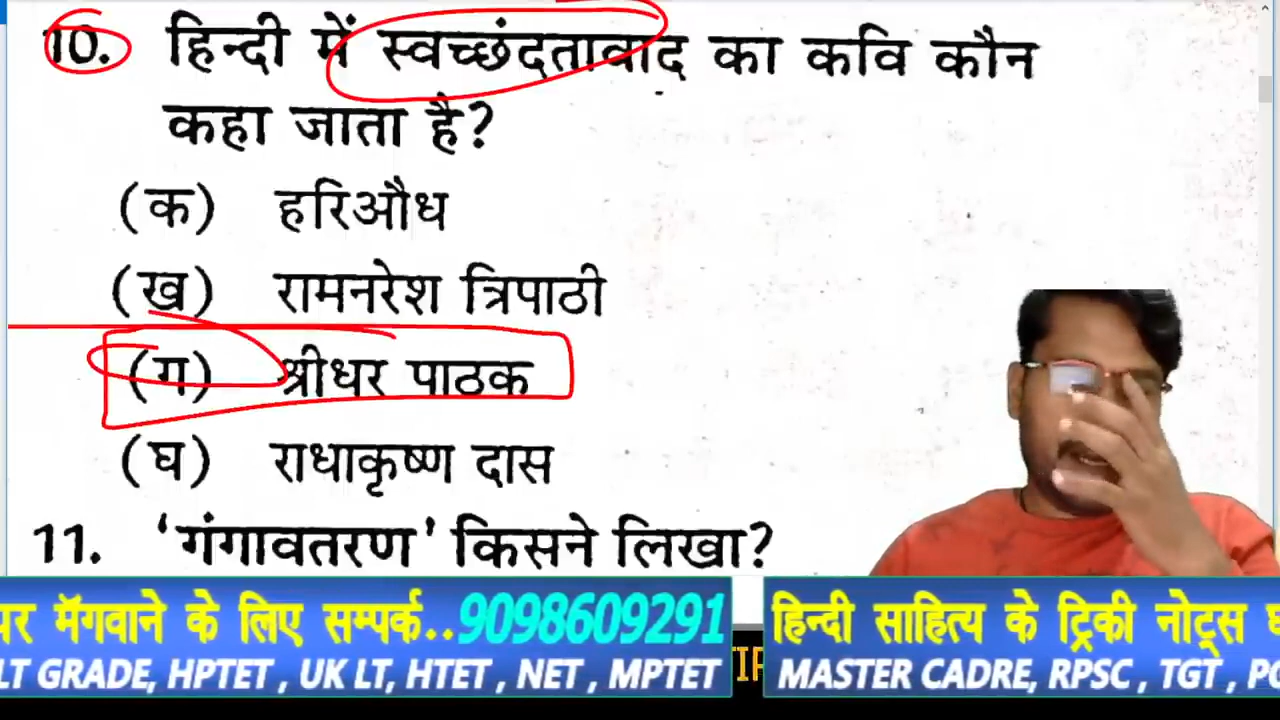 10. हिन्दी में स्वच्छंदतावाद का कवि कौन
कहा जाता है?
(क) हरिऔध
(ख) रामनरेश त्रिपाठी
(ग) श्रीधर पाठक
(घ) राधाकृष्ण दास
11. 'गंगावतरण' किसने लिखा?
पर मॅगवाने के लिए सम्पर्क..9098609291
हिन्दी साहित्य के ट्रिकी नोट्स
LT GRADE, HPTET , UK LT, HTET , NET , MPTET
MASTER CADRE, RPSC , TGT ,